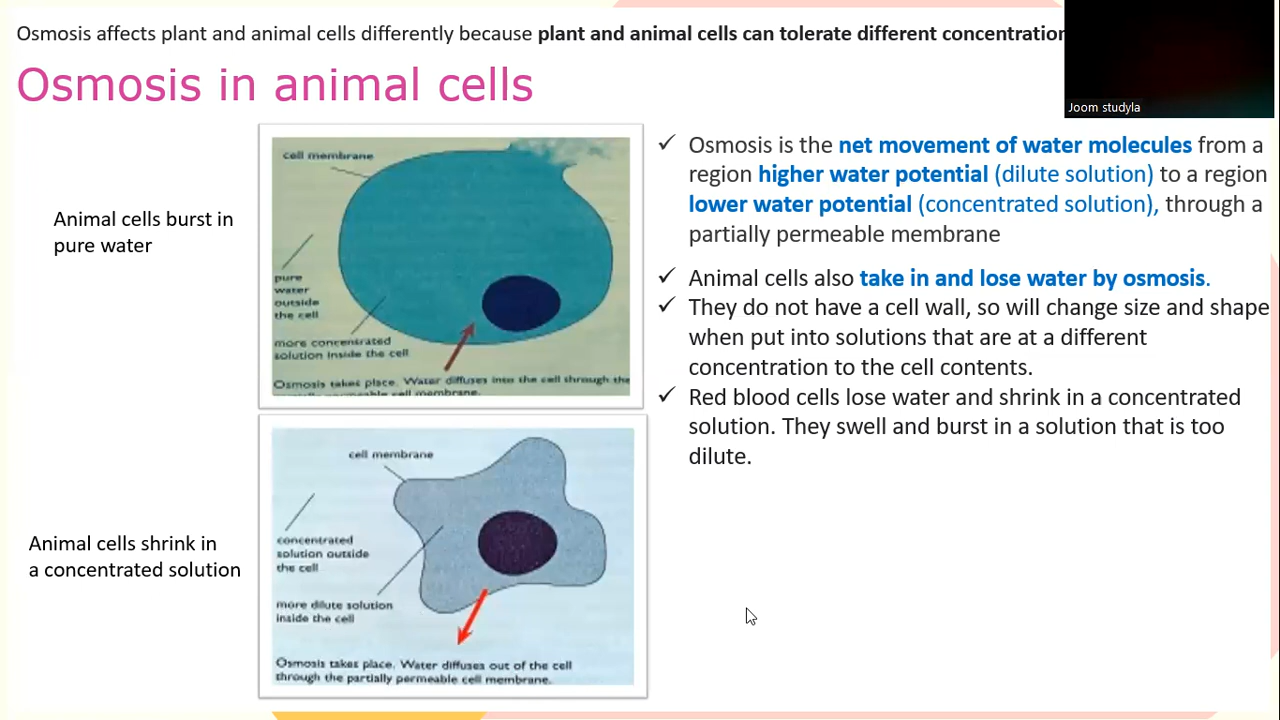 Osmosis affects plant and animal cells differently because plant and animal cells can tolerate different
Joom studyla
Osmosis in animal cells
Animal cells burst in
pure water
cell membrane
pure
water
outside
the cell
more concentrated
solution inside the cell
Osmosis takes place. Water diffuses into the cell through the
cell membrane.
Animal cells shrink in
a concentrated solution
cell membrane
concentrated
solution outside
the cell
more dilute solution
inside the cell
Osmosis takes place. Water diffuses out of the cell
through the partially permeable cell membrane.
✓ Osmosis is the net movement of water molecules from a
region higher water potential (dilute solution) to a region
lower water potential (concentrated solution), through a
partially permeable membrane
✓ Animal cells also take in and lose water by osmosis.
✓ They do not have a cell wall, so will change size and shape
when put into solutions that are at a different
concentration to the cell contents.
✓ Red blood cells lose water and shrink in a concentrated
solution. They swell and burst in a solution that is too
dilute.